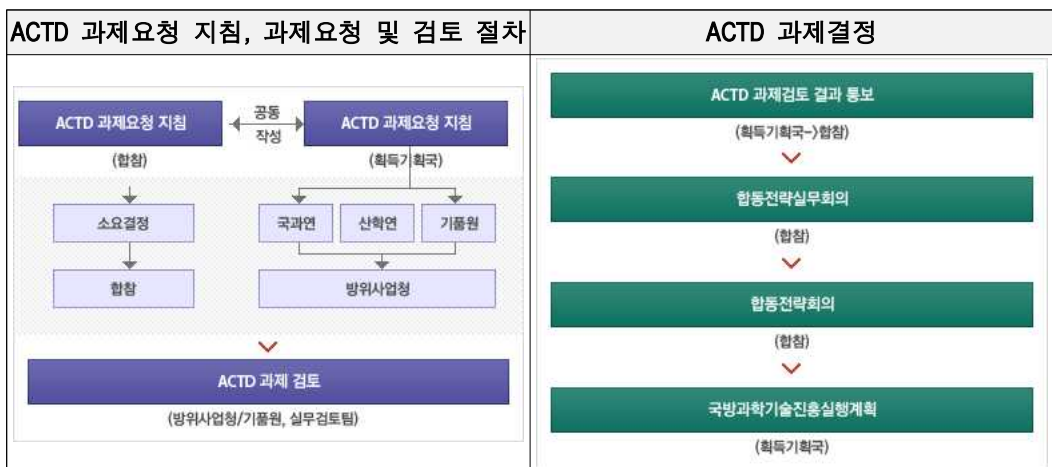 ACTD 과제요청 지침, 과제요청 및 검토 절차
ACTD 과제요청 지침
공동
작성
ACTD 과제요청 지침
(합참)
(획득기획국)
소요결정
국과연
산학연
기품원
합참
방위사업청
ACTD 과제 검토
(방위사업청/기품원, 실무검토팀)
ACTD 과제결정
ACTD 과제검토 결과 통보
(획득기획국->합참)
합동전략실무회의
(합참)
합동전략회의
(합참)
국방과학기술진흥실행계획
(획득기획국)